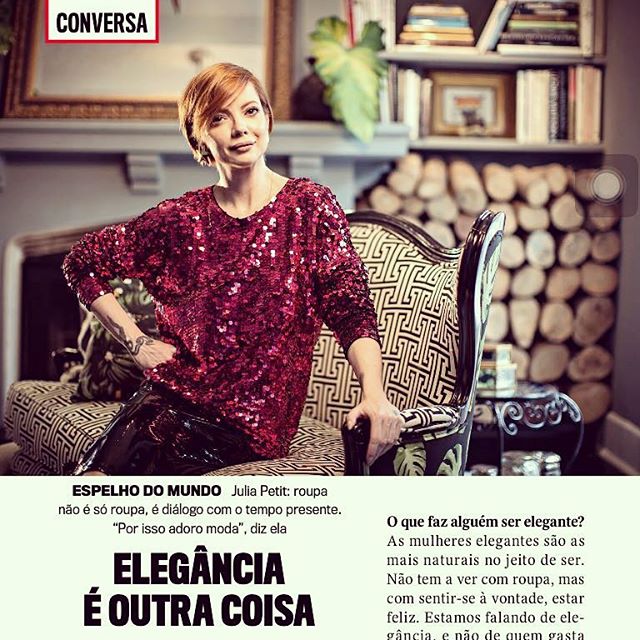 CONVERSA
ESPELHO DO MUNDO Julia Petit: roupa
não é só roupa, é diálogo com o tempo presente.
"Por isso adoro moda", diz ela
ELEGÂNCIA
É OUTRA COISA
O que faz alguém ser elegante?
As mulheres elegantes são as
mais naturais no jeito de ser.
Não tem a ver com roupa, mas
com sentir-se à vontade, estar
feliz. Estamos falando de ele-
gância, e não de quem gasta